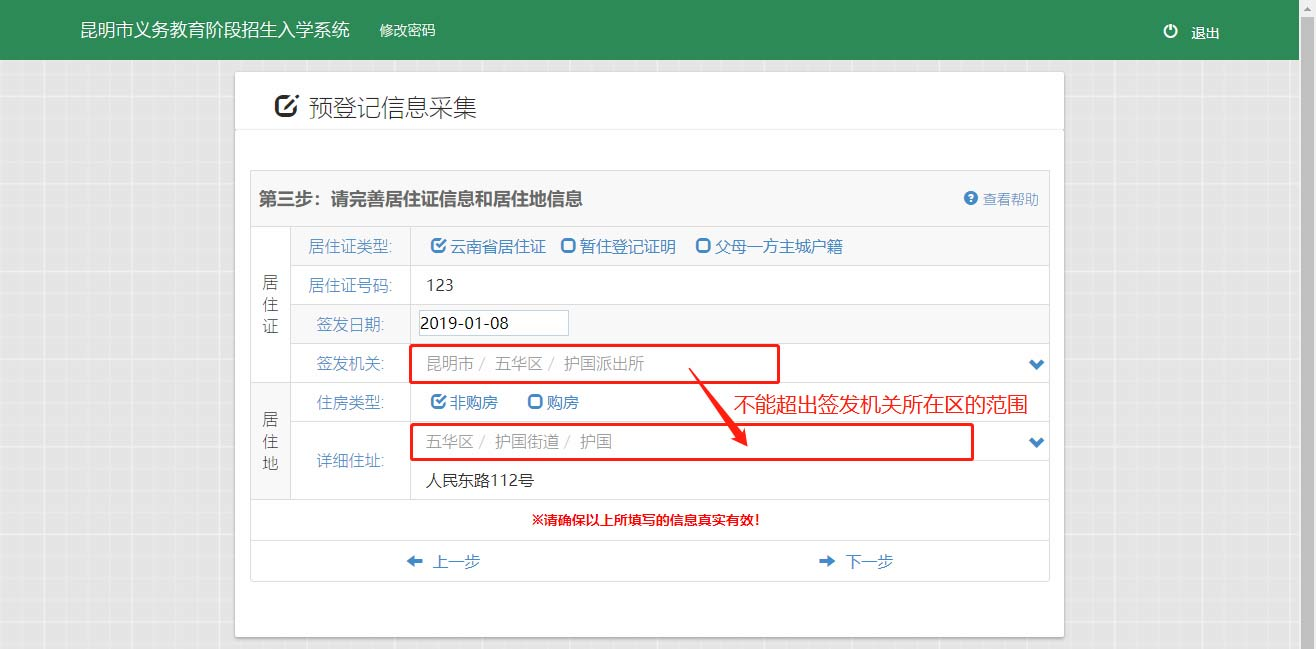 昆明市义务教育阶段招生入学系统 修改密码 退出
预登记信息采集
第三步：请完善居住证信息和居住地信息 查看帮助
居住证
居住证类型: 云南省居住证 暂住登记证明 父母一方主城户籍
居住证号码: 123
签发日期: 2019-01-08
签发机关: 昆明市 / 五华区 / 护国派出所
居住地
住房类型: 非购房 购房
不能超出签发机关所在区的范围
详细住址: 五华区 / 护国街道 / 护国
人民东路112号
※请确保以上所填写的信息真实有效！
上一步 下一步